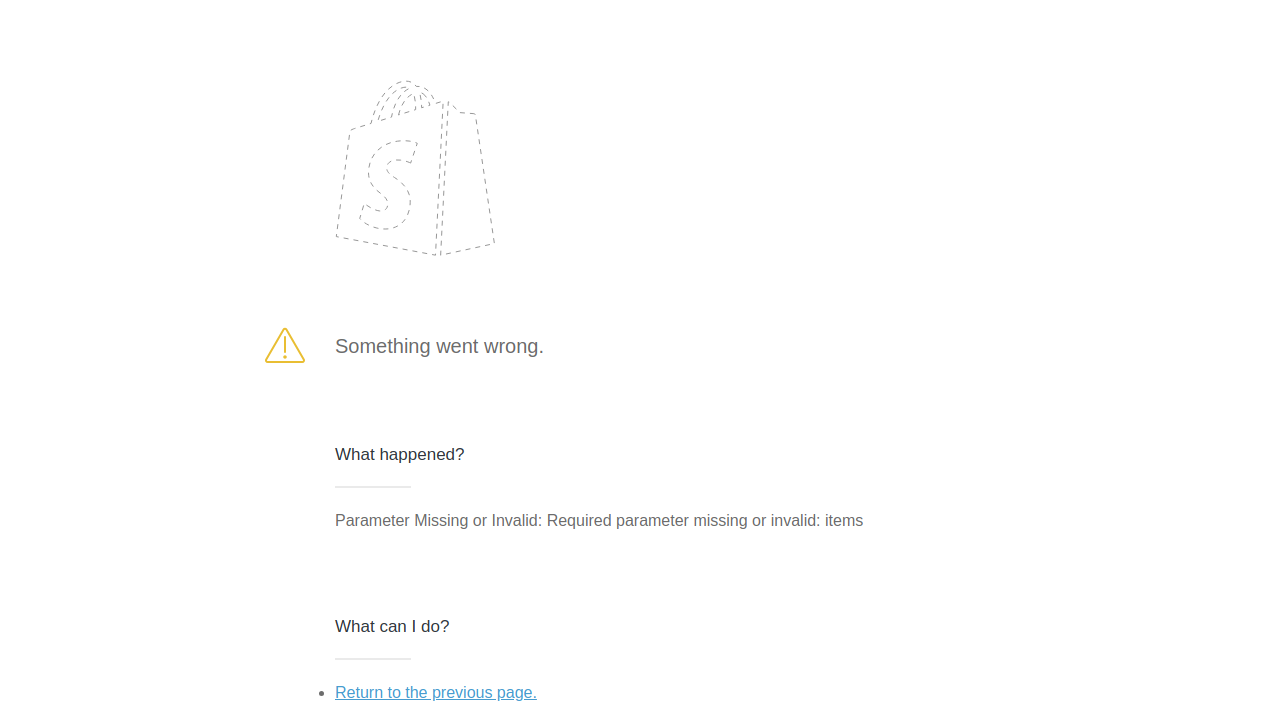 S
Something went wrong.
What happened?
Parameter Missing or Invalid: Required parameter missing or invalid: items
What can I do?
Return to the previous page.